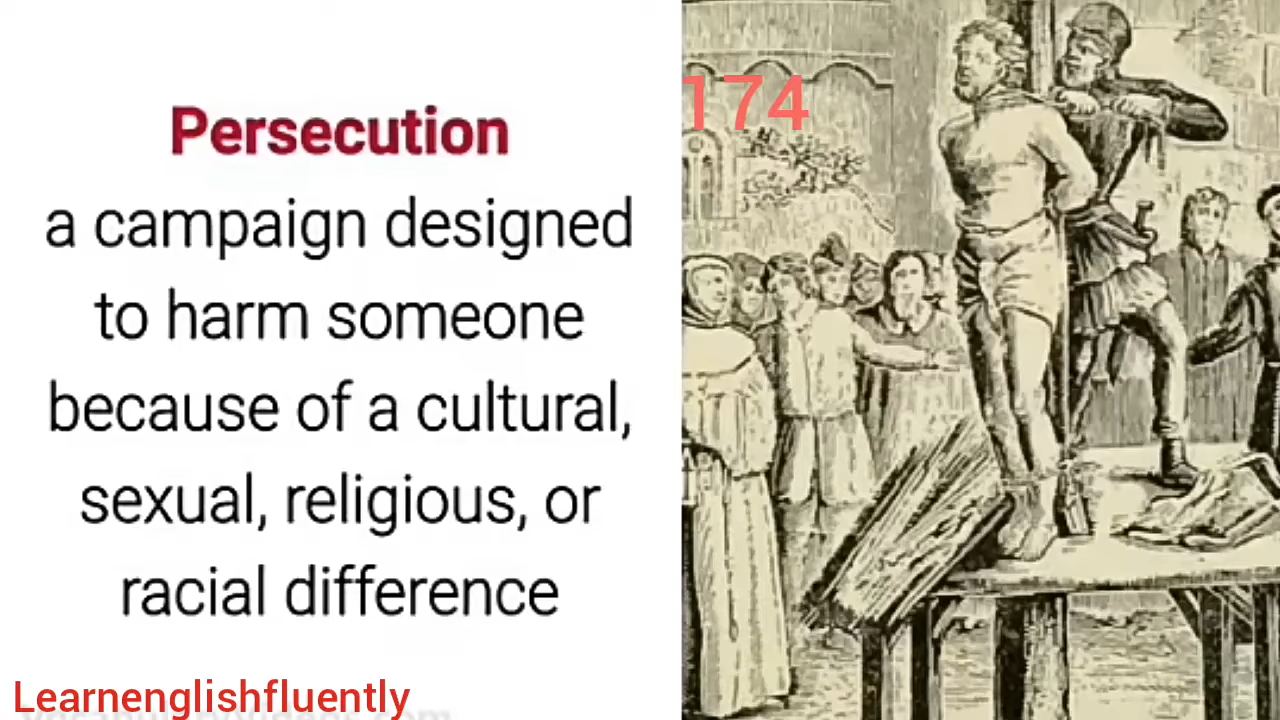 Persecution
a campaign designed
to harm someone
because of a cultural,
sexual, religious, or
racial difference
174
Learnenglishfluently